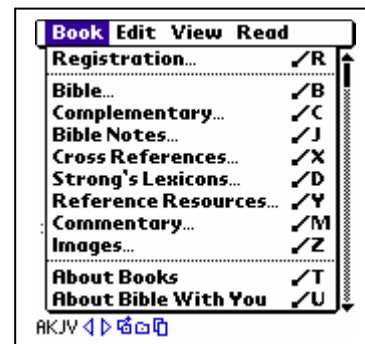 Book Edit View Read
Registration... ⁄R
Bible... ⁄B
Complementary... ⁄C
Bible Notes... ⁄J
Cross References... ⁄X
Strong's Lexicons... ⁄D
Reference Resources... ⁄Y
Commentary... ⁄M
Images... ⁄Z
About Books ⁄T
About Bible With You ⁄U
AKJV